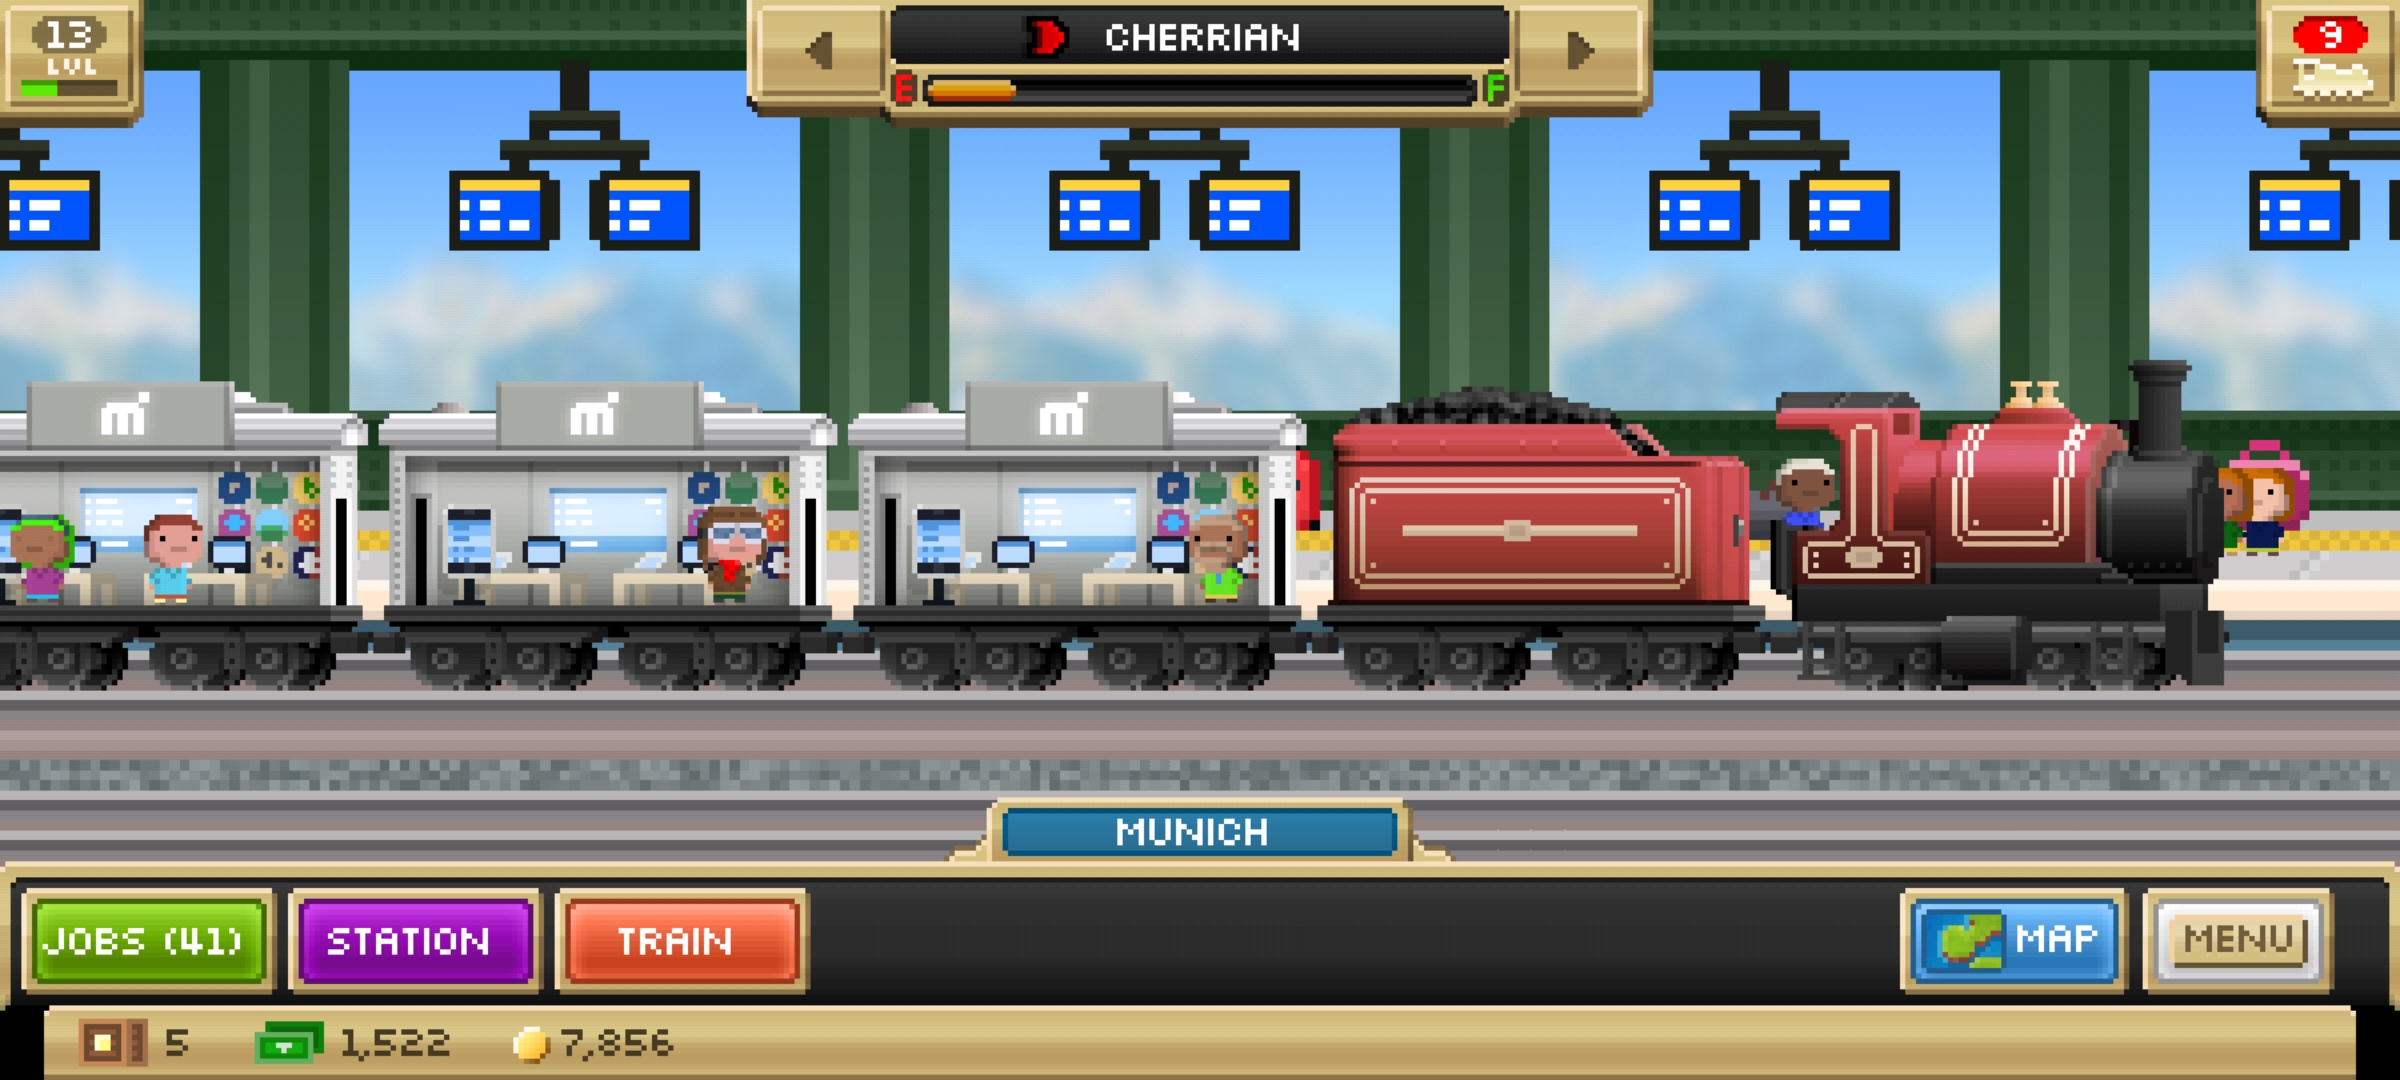 13
LVL
CHERRIAN
E
F
9
m
m
m
MUNICH
JOBS (41)
STATION
TRAIN
MAP
MENU
5
1,522
7,856